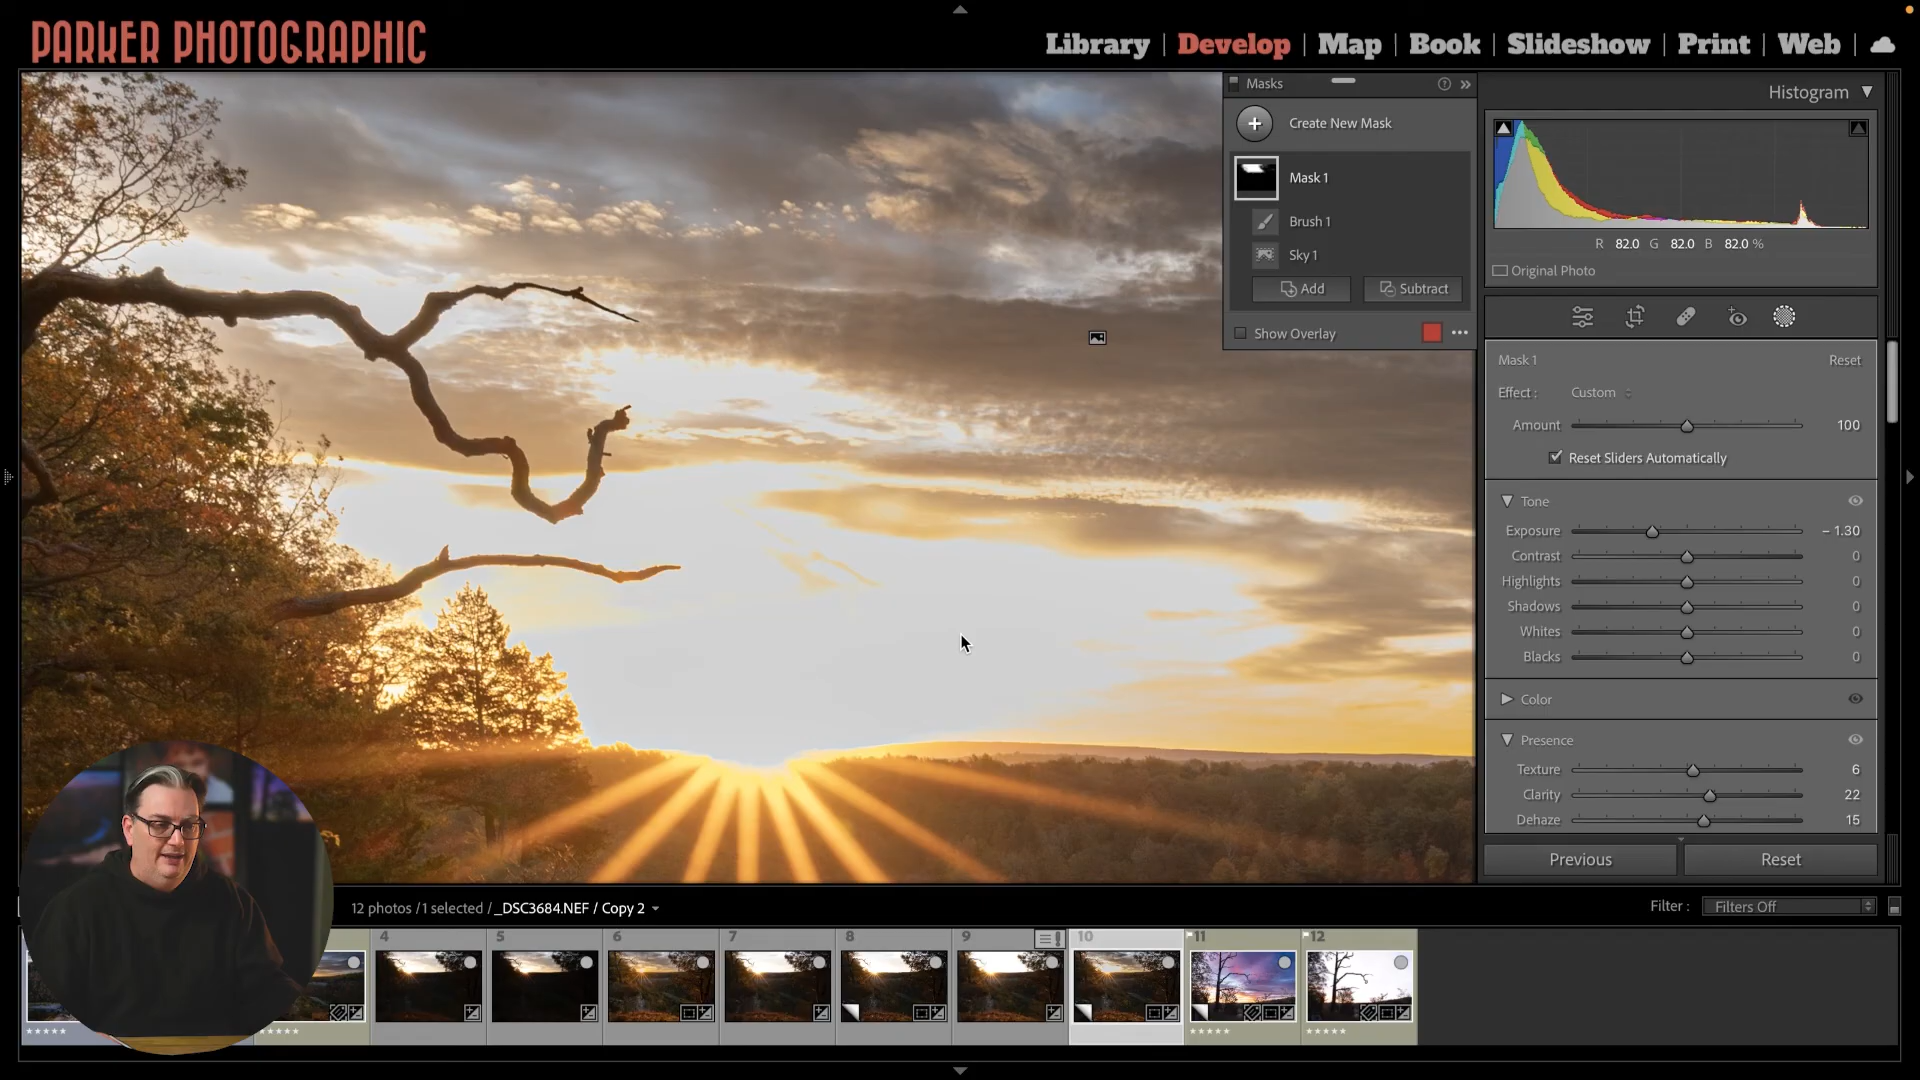 PARKER PHOTOGRAPHIC
Library | Develop | Map | Book | Slideshow | Print | Web
Masks
Create New Mask
Mask 1
Brush 1
Sky 1
Add
Subtract
Show Overlay
Histogram
R 82.0 G 82.0 B 82.0 %
Original Photo
Mask 1 Reset
Effect : Custom
Amount 100
Reset Sliders Automatically
Tone
Exposure – 1.30
Contrast 0
Highlights 0
Shadows 0
Whites 0
Blacks 0
Color
Presence
Texture 6
Clarity 22
Dehaze 15
Previous
Reset
12 photos / 1 selected / _DSC3684.NEF / Copy 2
Filter : Filters Off
4 5 6 7 8 9 10 11 12